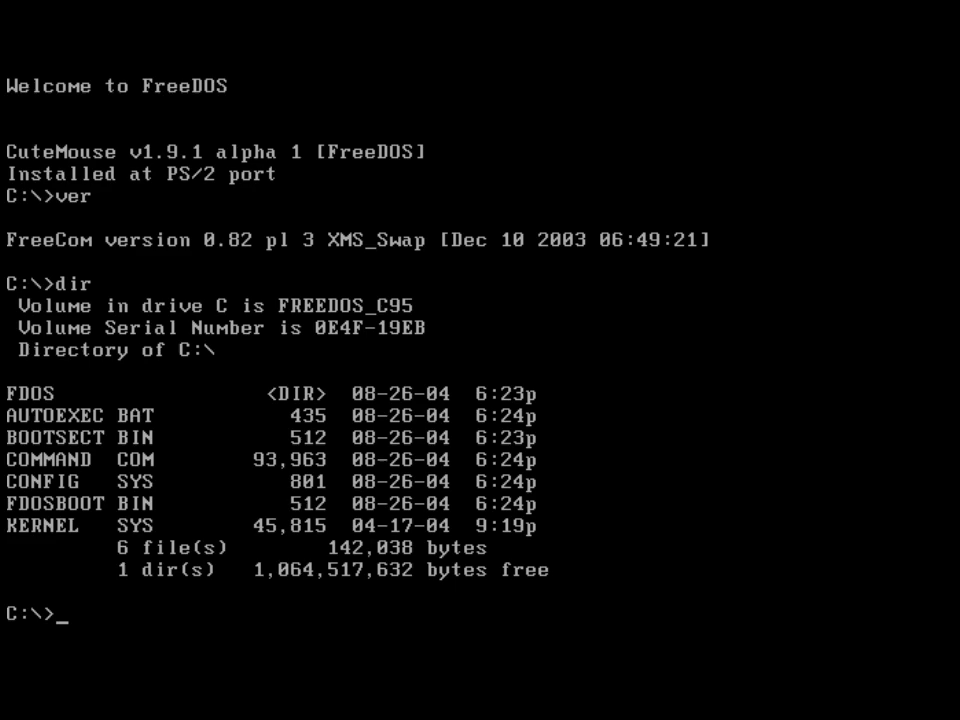 Welcome to FreeDOS
CuteMouse v1.9.1 alpha 1 [FreeDOS]
Installed at PS/2 port
C:\>ver
FreeCom version 0.82 pl 3 XMS_Swap [Dec 10 2003 06:49:21]
C:\>dir
 Volume in drive C is FREEDOS_C95
 Volume Serial Number is 0E4F-19EB
 Directory of C:\
FDOS                 <DIR>  08-26-04  6:23p
AUTOEXEC BAT           435  08-26-04  6:24p
BOOTSECT BIN           512  08-26-04  6:23p
COMMAND  COM        93,963  08-26-04  6:24p
CONFIG   SYS           801  08-26-04  6:24p
FDOSBOOT BIN           512  08-26-04  6:24p
KERNEL   SYS        45,815  04-17-04  9:19p
         6 file(s)        142,038 bytes
         1 dir(s)   1,064,517,632 bytes free
C:\>_